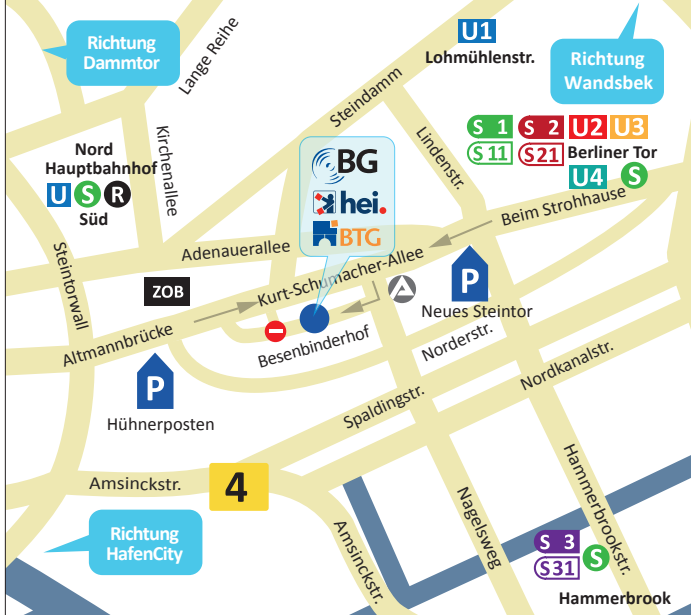 Richtung
Dammtor
Lange Reihe
U1
Lohmühlenstr.
Richtung
Wandsbek
Steindamm
Kirchenallee
Nord
Hauptbahnhof
U S R
Süd
BG
hei.
BTG
Lindenstr.
S 1 S 2 U2 U3
S 11 S21 Berliner Tor
U4 S
Beim Strohhause
Steintorwall
Adenauerallee
Kurt-Schumacher-Allee
ZOB
P
Neues Steintor
Altmannbrücke
Besenbinderhof
Norderstr.
P
Hühnerposten
Spaldingstr.
Nordkanalstr.
Amsinckstr.
4
Amsinckstr.
Nagelsweg
Hammerbrookstr.
Richtung
HafenCity
S 3
S31
S
Hammerbrook